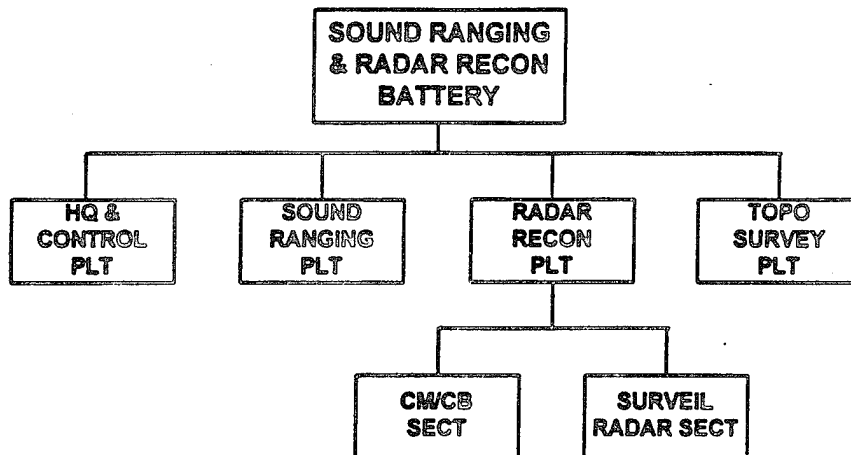 SOUND RANGING
& RADAR RECON
BATTERY
HQ &
CONTROL
PLT
SOUND
RANGING
PLT
RADAR
RECON
PLT
TOPO
SURVEY
PLT
CM/CB
SECT
SURVEIL
RADAR SECT